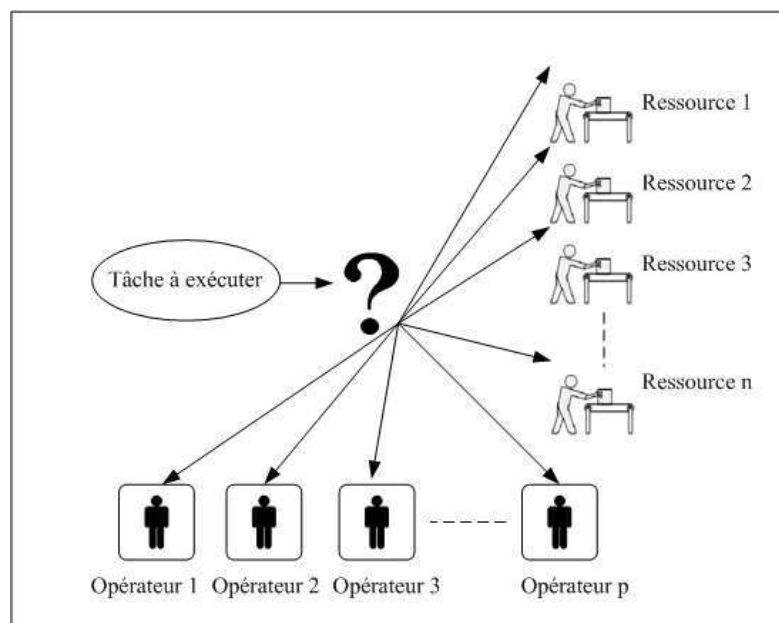 Ressource 1
Ressource 2
Tâche à exécuter
?
Ressource 3
Ressource n
Opérateur 1
Opérateur 2
Opérateur 3
Opérateur p